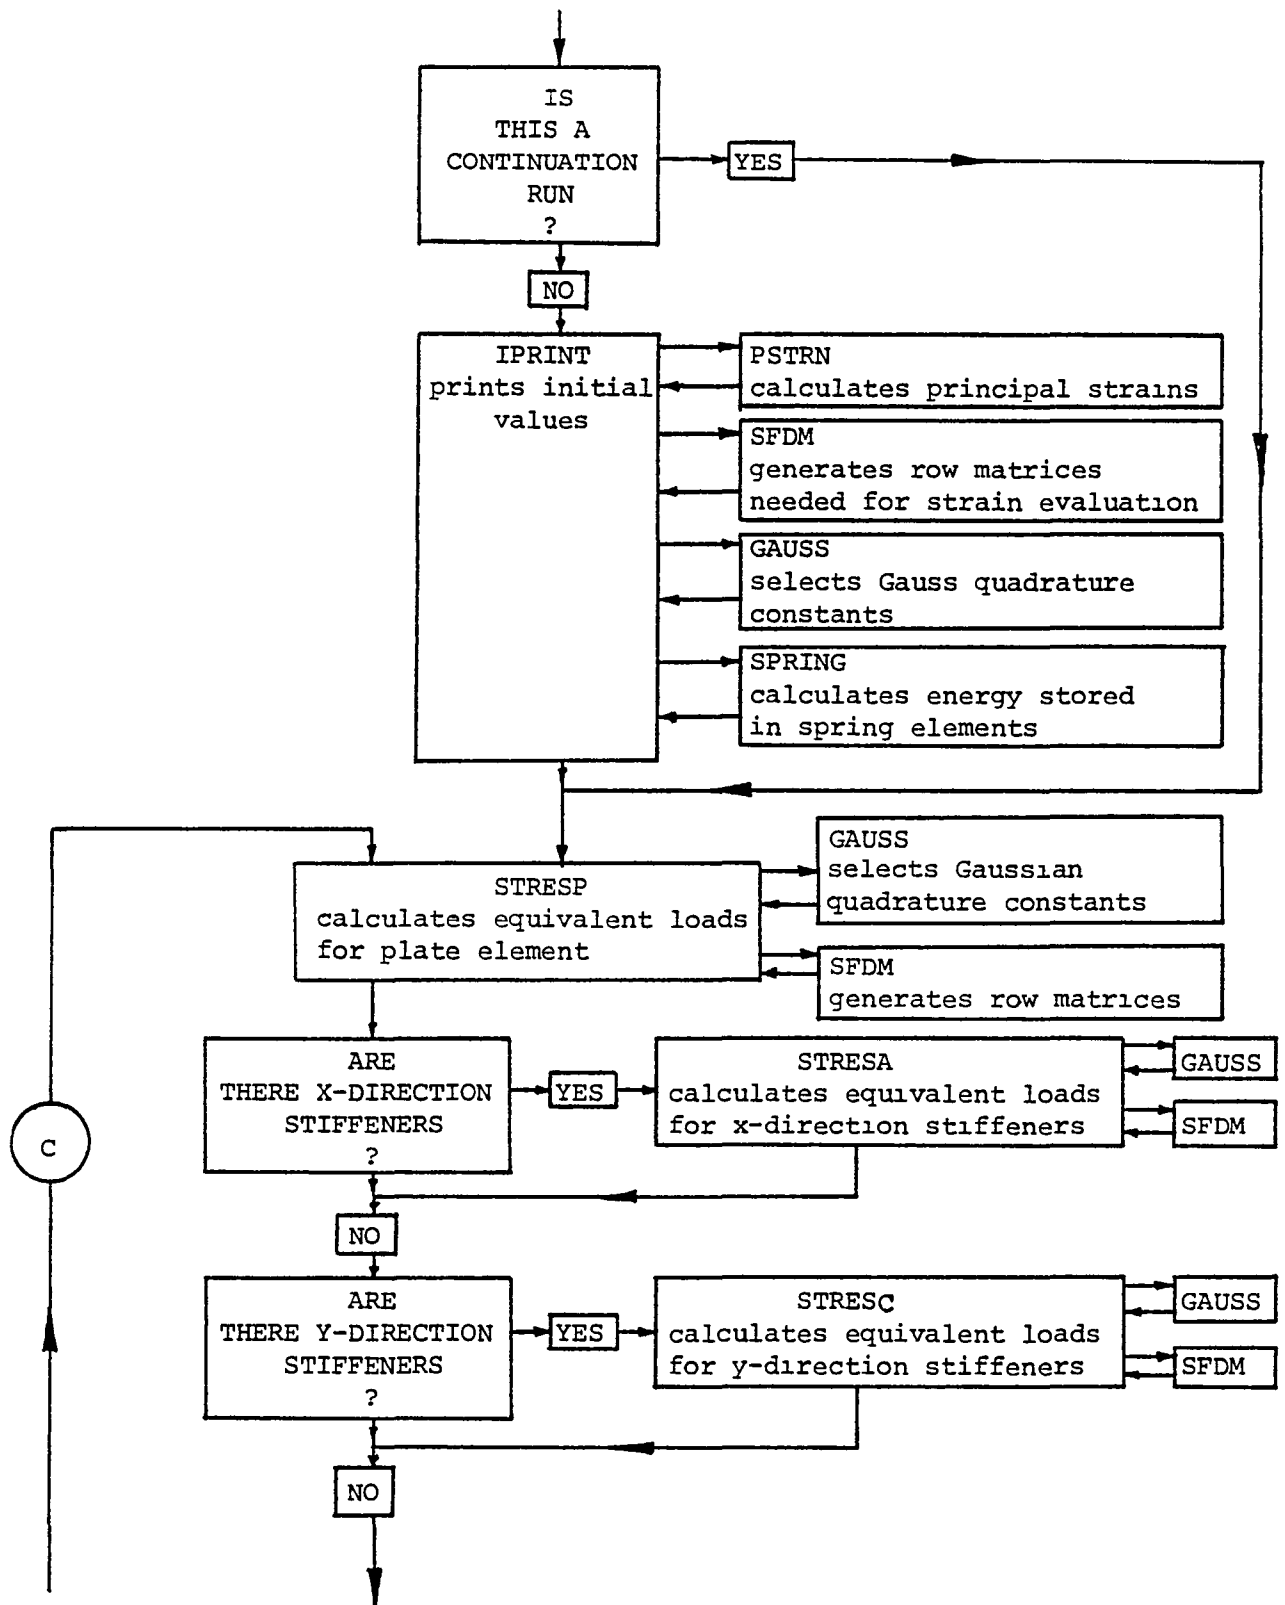 IS
THIS A
CONTINUATION
RUN
?
YES
NO
IPRINT
prints initial
values
PSTRN
calculates principal strains
SFDM
generates row matrices
needed for strain evaluation
GAUSS
selects Gauss quadrature
constants
SPRING
calculates energy stored
in spring elements
STRESP
calculates equivalent loads
for plate element
GAUSS
selects Gaussian
quadrature constants
SFDM
generates row matrices
ARE
THERE X-DIRECTION
STIFFENERS
?
YES
STRESA
calculates equivalent loads
for x-direction stiffeners
GAUSS
SFDM
C
NO
ARE
THERE Y-DIRECTION
STIFFENERS
?
YES
STRESC
calculates equivalent loads
for y-direction stiffeners
GAUSS
SFDM
NO